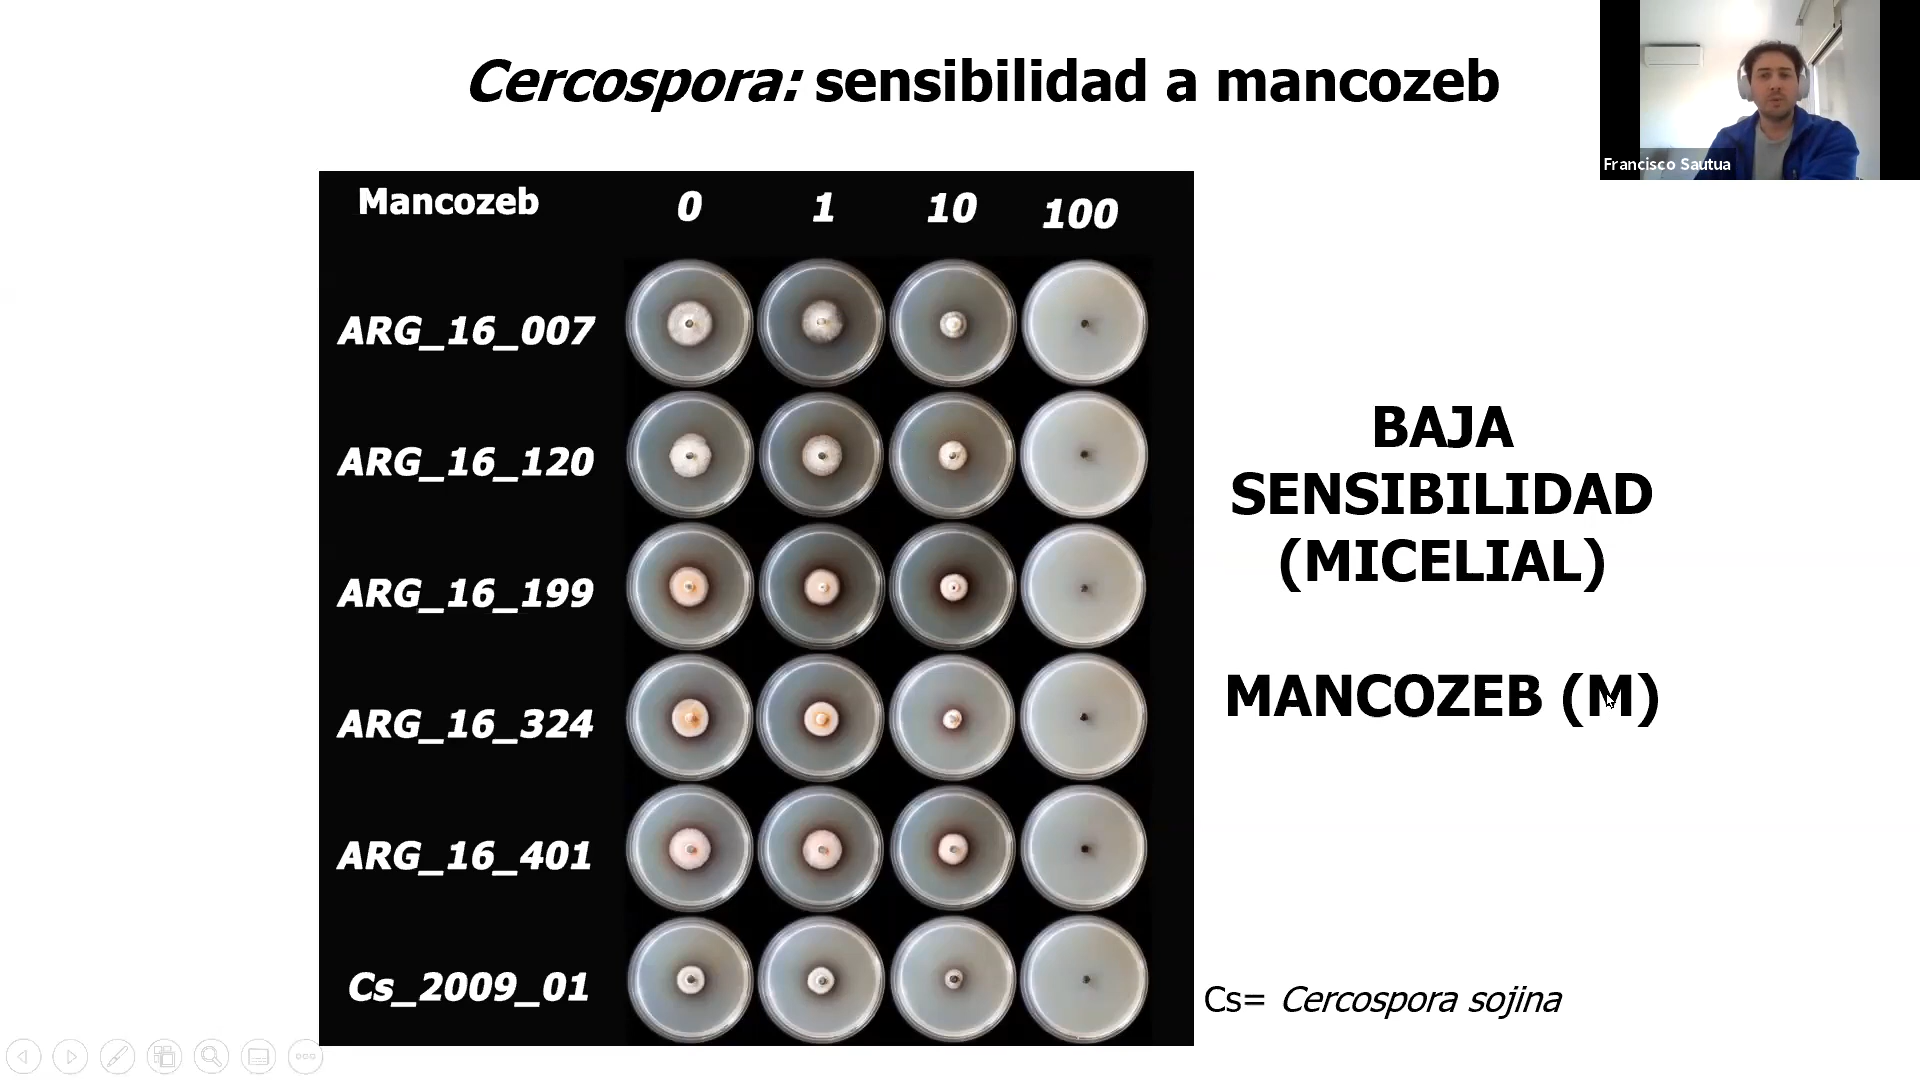 Cercospora: sensibilidad a mancozeb
Francisco Sautua
Mancozeb 0 1 10 100
ARG_16_007
ARG_16_120
ARG_16_199
ARG_16_324
ARG_16_401
Cs_2009_01
BAJA
SENSIBILIDAD
(MICELIAL)
MANCOZEB (M)
Cs= Cercospora sojina